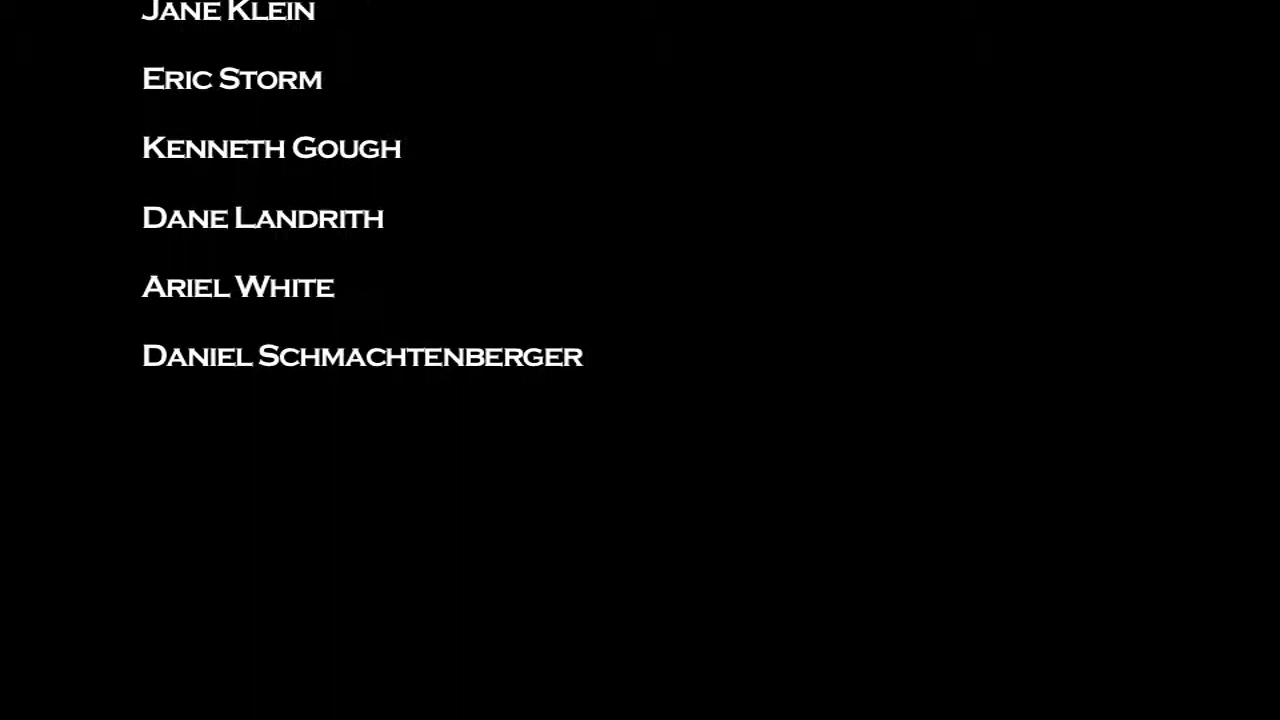 Jane Klein
Eric Storm
Kenneth Gough
Dane Landrith
Ariel White
Daniel Schmachtenberger